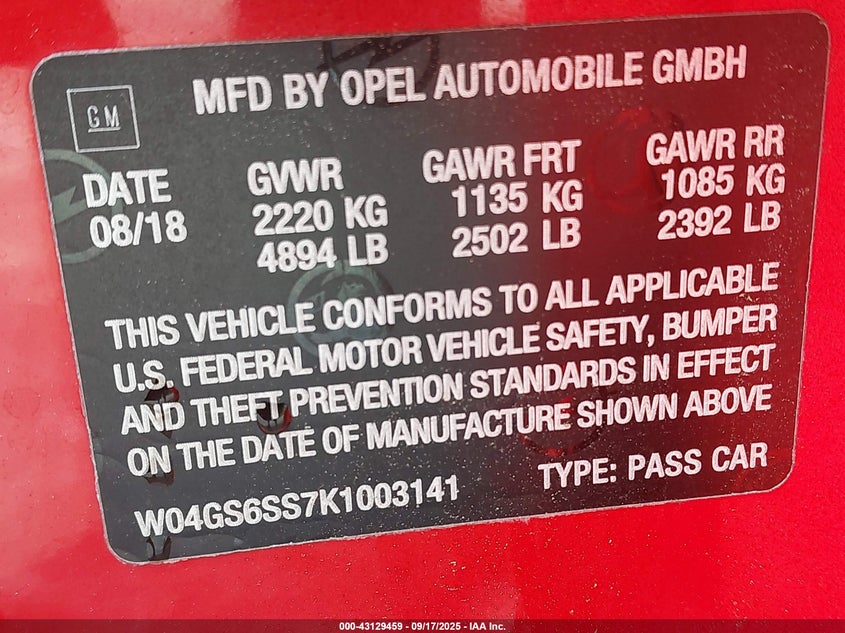 GM
MFD BY OPEL AUTOMOBILE GMBH
DATE GVWR GAWR FRT GAWR RR
08/18 2220 KG 1135 KG 1085 KG
4894 LB 2502 LB 2392 LB
THIS VEHICLE CONFORMS TO ALL APPLICABLE
U.S. FEDERAL MOTOR VEHICLE SAFETY, BUMPER
AND THEFT PREVENTION STANDARDS IN EFFECT
ON THE DATE OF MANUFACTURE SHOWN ABOVE
W04GS6SS7K1003141 TYPE: PASS CAR
000-43129459 - 09/17/2025 - IAA Inc.